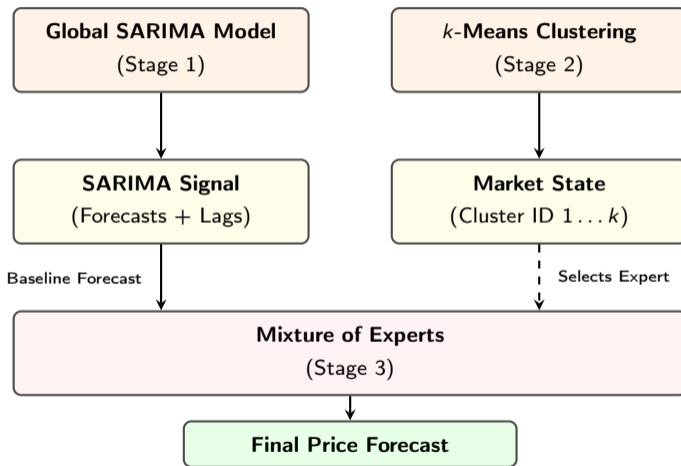 Global SARIMA Model
(Stage 1)
k-Means Clustering
(Stage 2)
SARIMA Signal
(Forecasts + Lags)
Market State
(Cluster ID 1 . . . k)
Baseline Forecast
Selects Expert
Mixture of Experts
(Stage 3)
Final Price Forecast